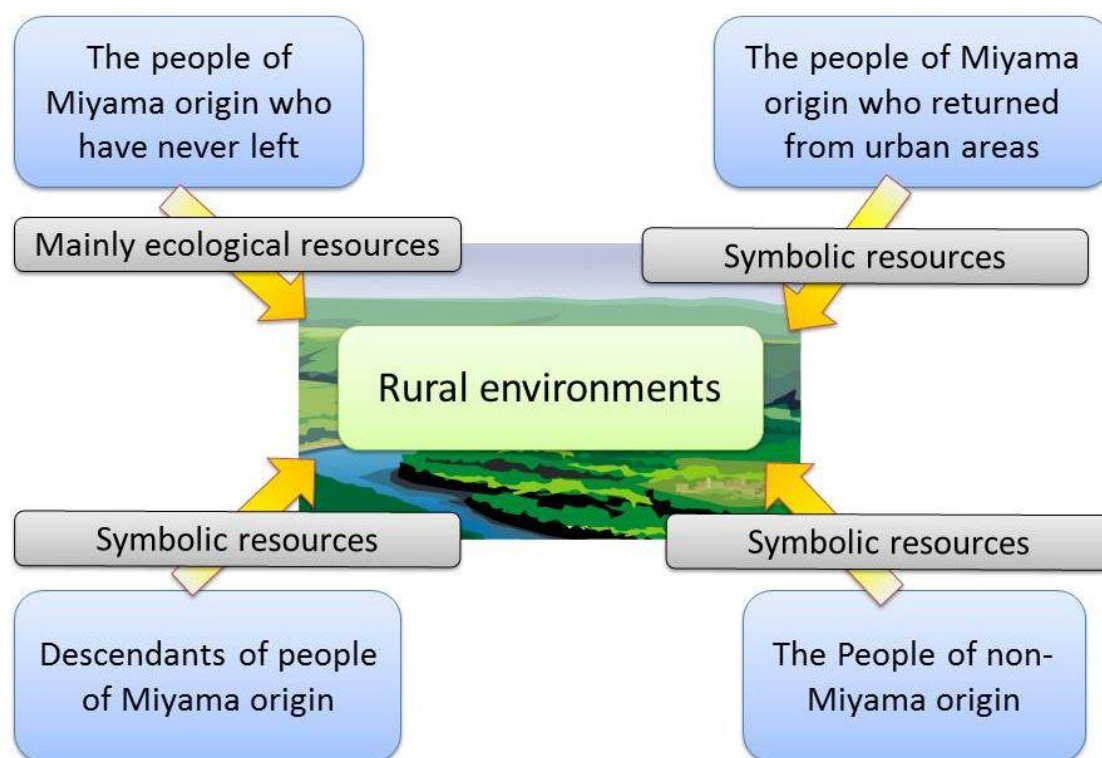 The people of
Miyama origin who
have never left
The people of Miyama
origin who returned
from urban areas
Mainly ecological resources
Symbolic resources
Rural environments
Symbolic resources
Symbolic resources
Descendants of people
of Miyama origin
The People of non-
Miyama origin